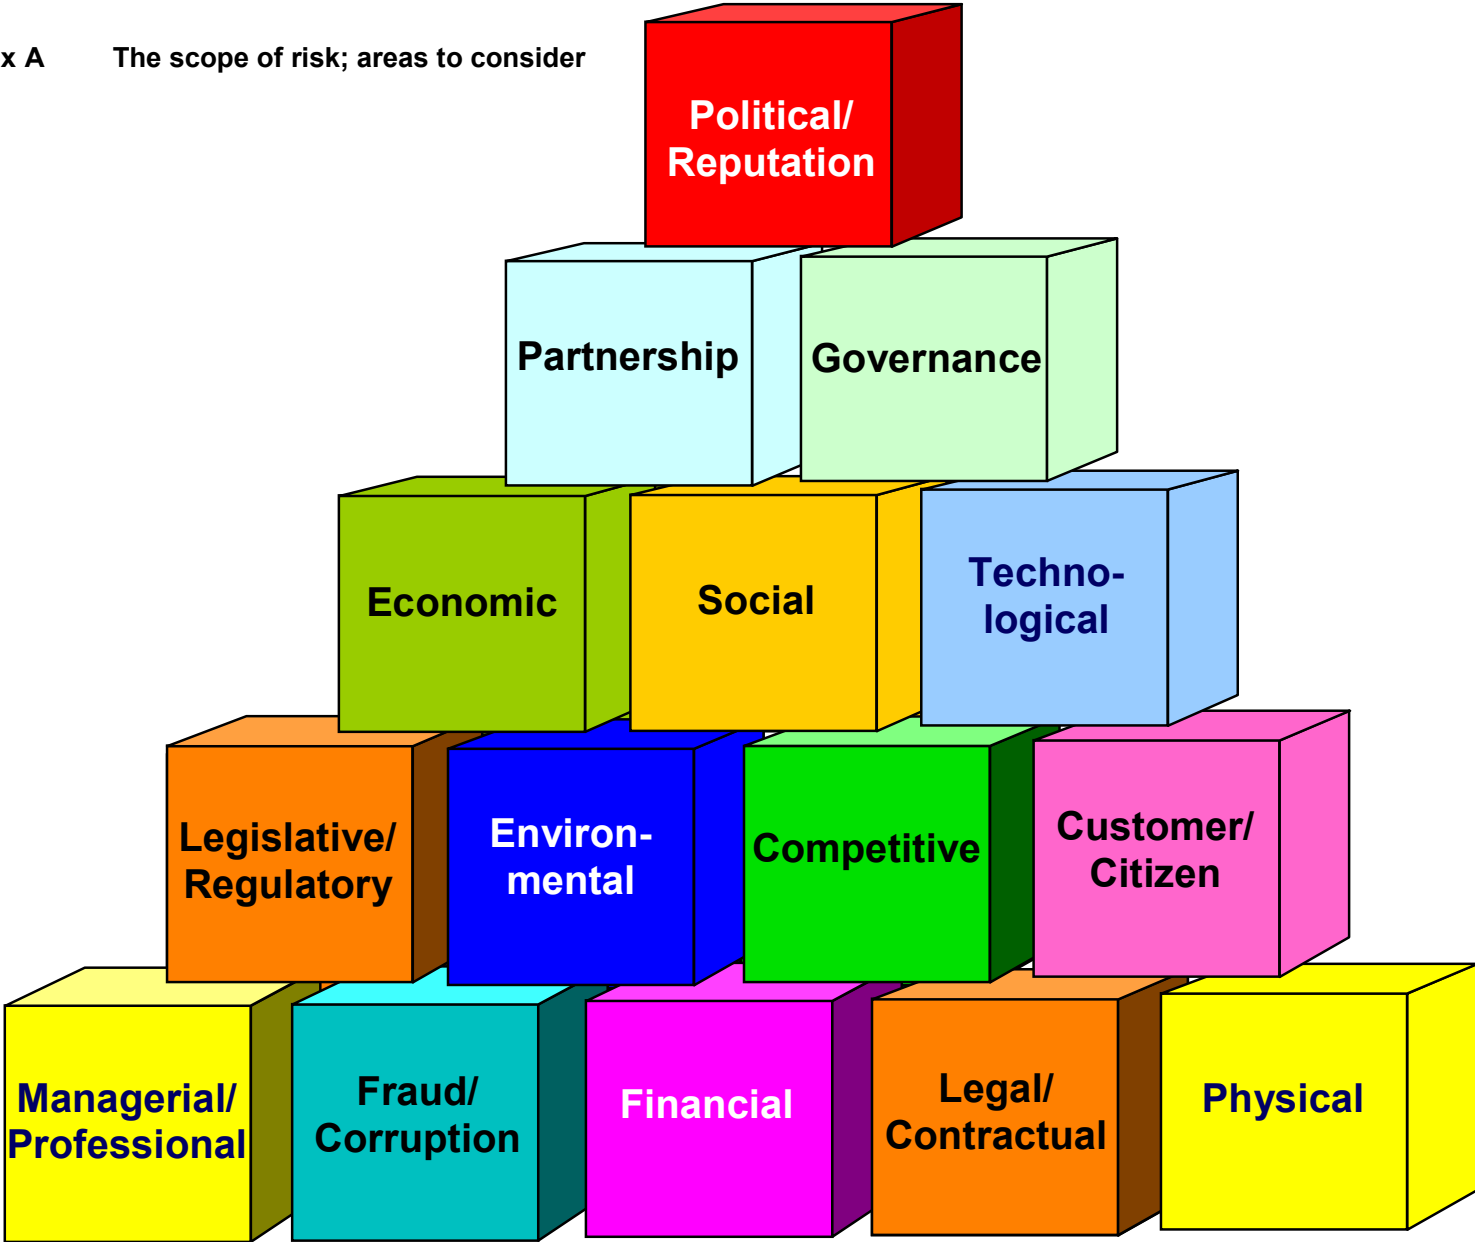 x A The scope of risk; areas to consider
Political/
Reputation
Partnership
Governance
Economic
Social
Techno-
logical
Legislative/
Regulatory
Environ-
mental
Competitive
Customer/
Citizen
Managerial/
Professional
Fraud/
Corruption
Financial
Legal/
Contractual
Physical